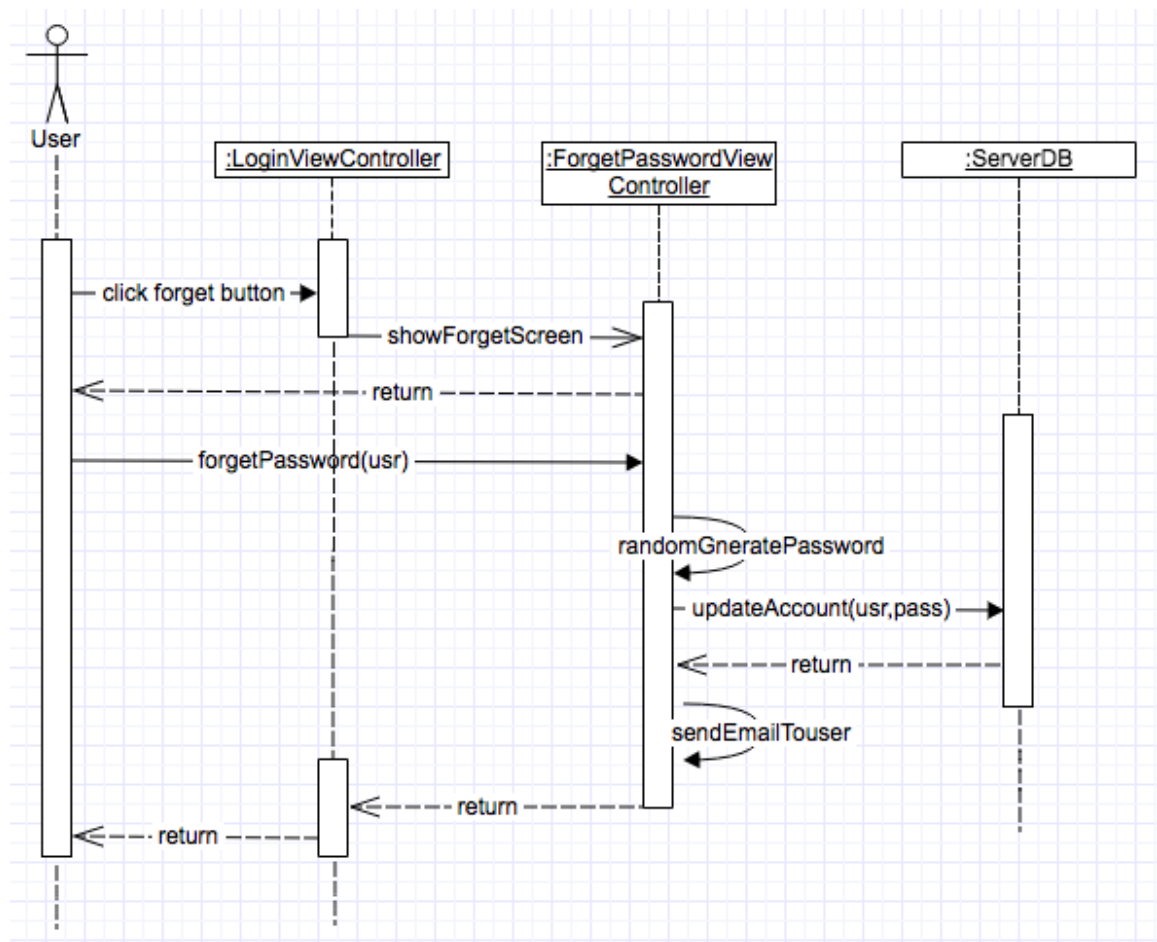 User
:LoginViewController
:ForgetPasswordView
Controller
:ServerDB
click forget button
showForgetScreen
return
forgetPassword(usr)
randomGneratePassword
updateAccount(usr,pass)
return
sendEmailTouser
return
return